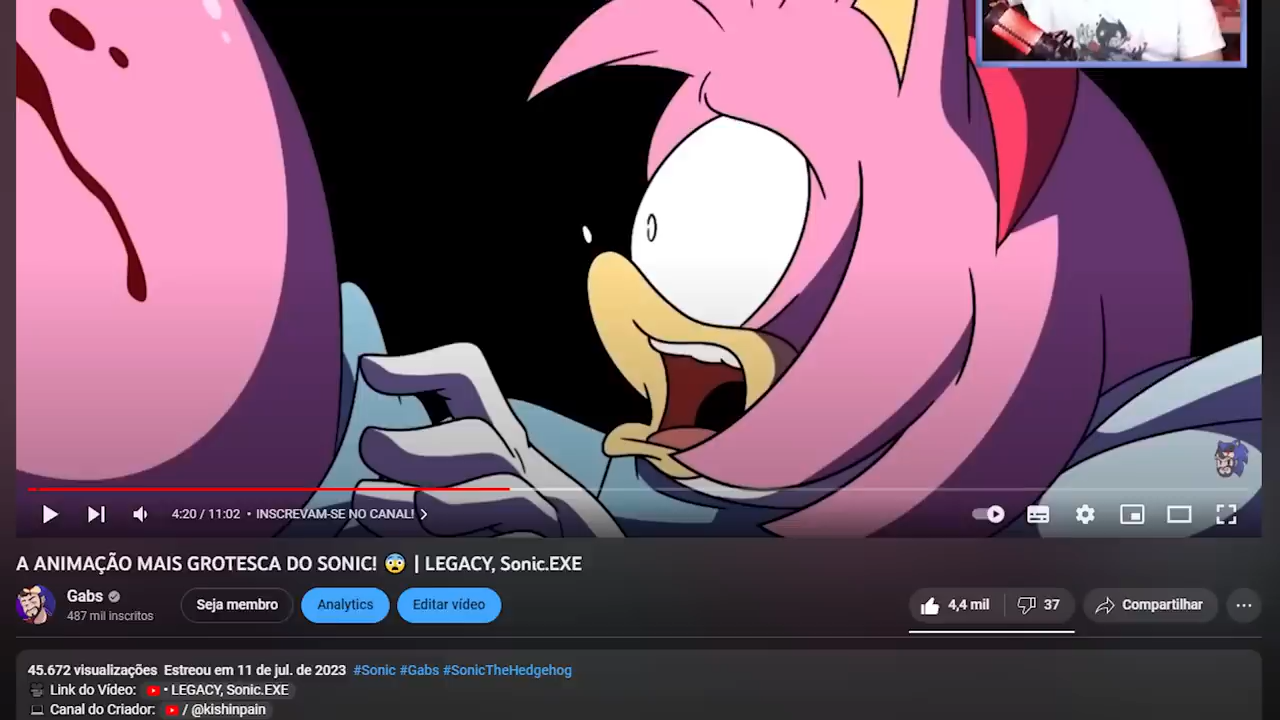 4:20 / 11:02 • INSCREVAM-SE NO CANAL!
A ANIMAÇÃO MAIS GROTESCA DO SONIC! 😨 | LEGACY, Sonic.EXE
Gabs
487 mil inscritos
Seja membro
Analytics
Editar vídeo
4,4 mil
37
Compartilhar
45.672 visualizações Estreou em 11 de jul. de 2023 #Sonic #Gabs #SonicTheHedgehog
Link do Vídeo: • LEGACY, Sonic.EXE
Canal do Criador: / @kishinpain